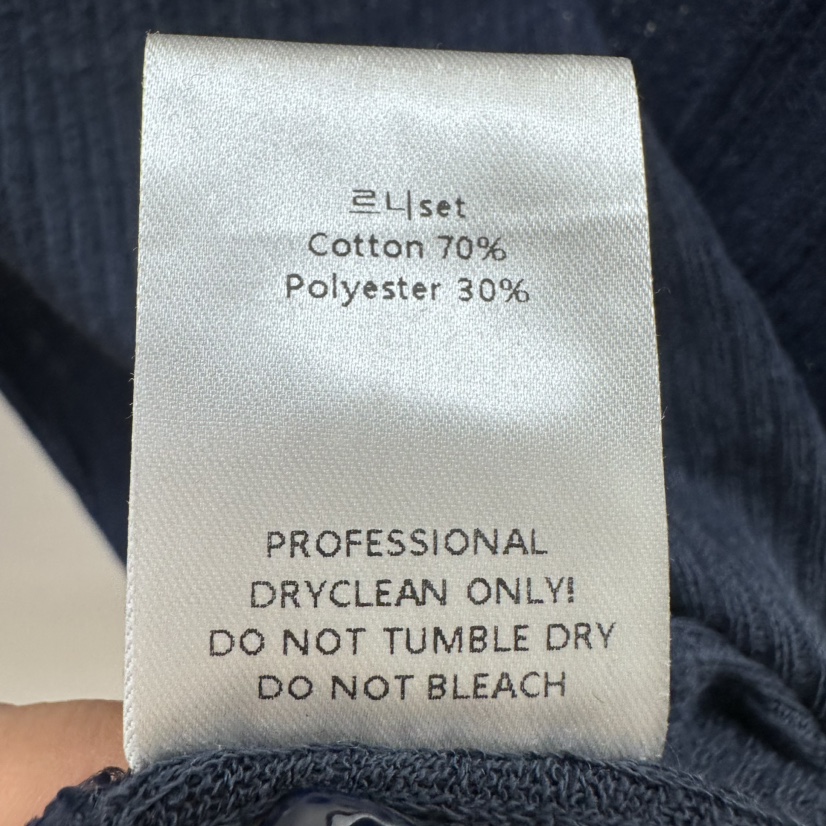 르니set
Cotton 70%
Polyester 30%
PROFESSIONAL
DRYCLEAN ONLY!
DO NOT TUMBLE DRY
DO NOT BLEACH